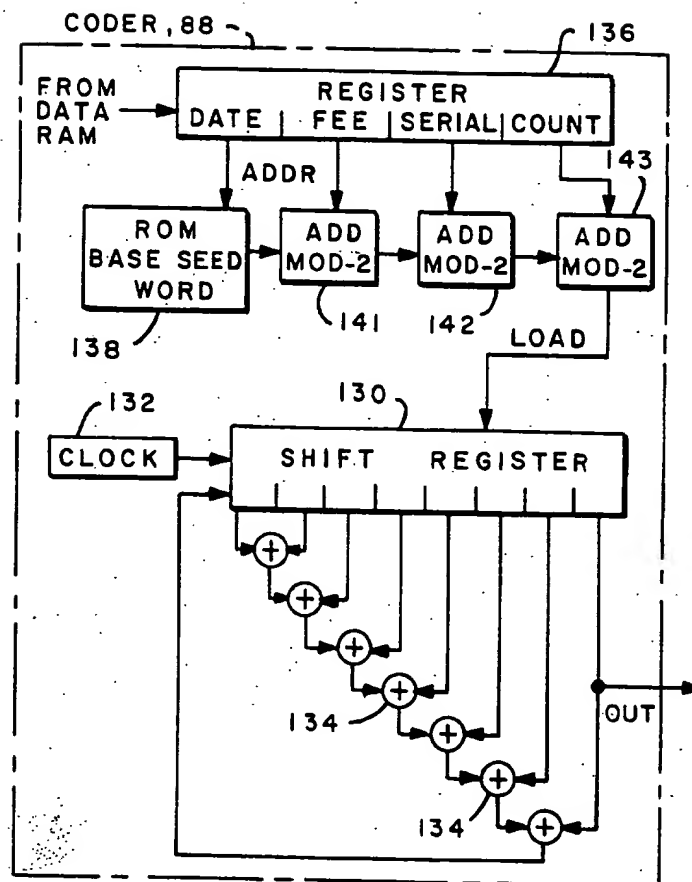 CODER, 88
136
FROM
DATA
RAM
REGISTER
DATE | FEE | SERIAL | COUNT
143
ADDR
ROM
BASE SEED
WORD
ADD
MOD-2
ADD
MOD-2
ADD
MOD-2
138
141
142
LOAD
132
130
CLOCK
SHIFT REGISTER
+
+
+
+
134
OUT
+
+
134
+